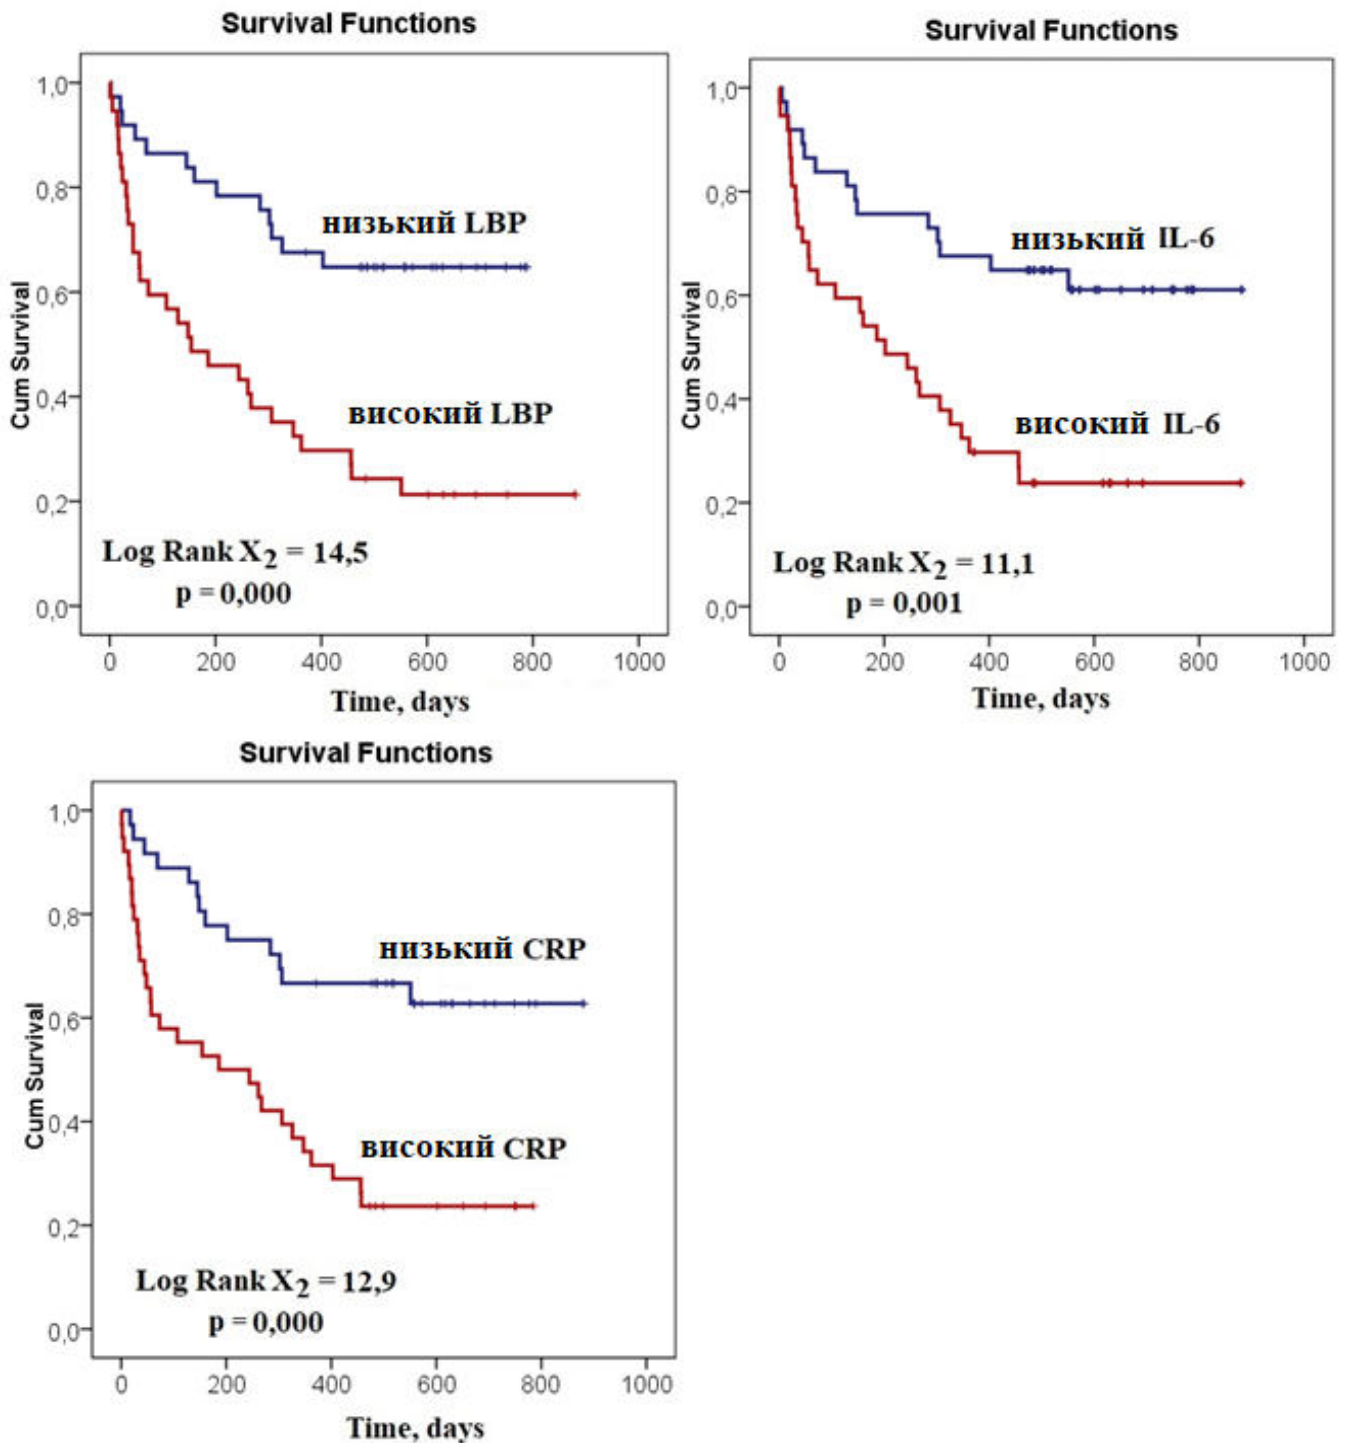 Survival Functions
Cum Survival
1,0
0,8
0,6
0,4
0,2
0,0
низький LBP
високий LBP
Log Rank X2 = 14,5
p = 0,000
0 200 400 600 800 1000
Time, days
Survival Functions
Cum Survival
1,0
0,8
0,6
0,4
0,2
0,0
низький IL-6
високий IL-6
Log Rank X2 = 11,1
p = 0,001
0 200 400 600 800 1000
Time, days
Survival Functions
Cum Survival
1,0
0,8
0,6
0,4
0,2
0,0
низький CRP
високий CRP
Log Rank X2 = 12,9
p = 0,000
0 200 400 600 800 1000
Time, days